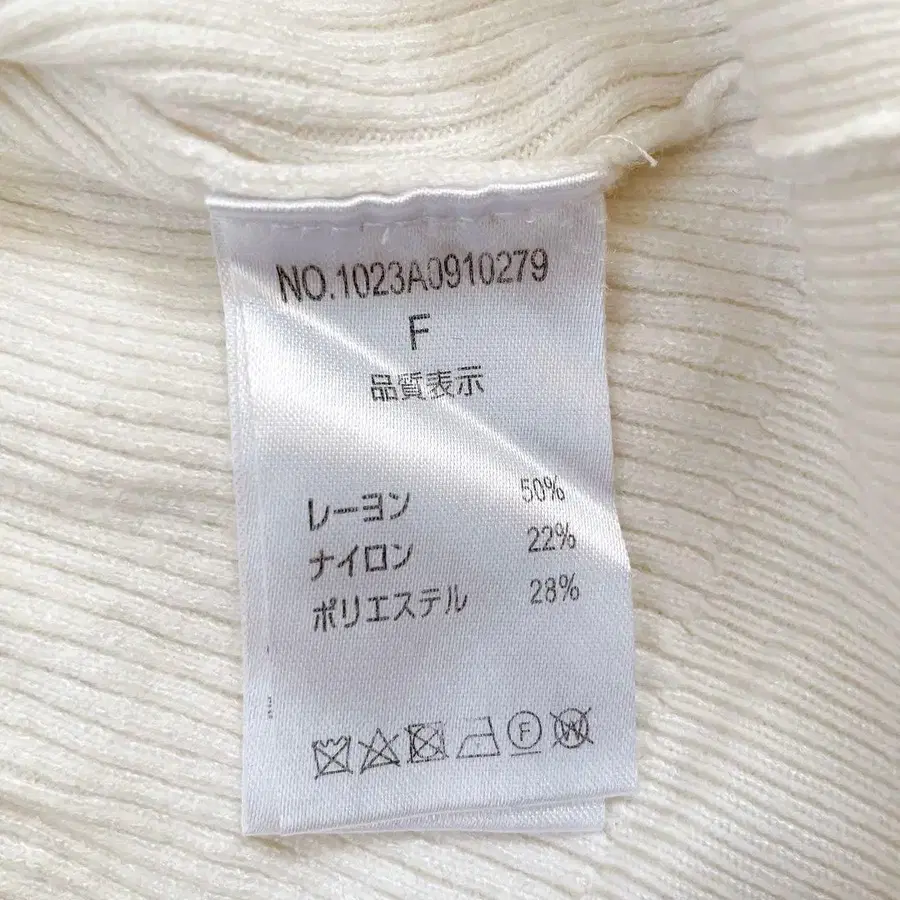 NO.1023A0910279
F
品質表示
レーヨン 50%
ナイロン 22%
ポリエステル 28%
F W